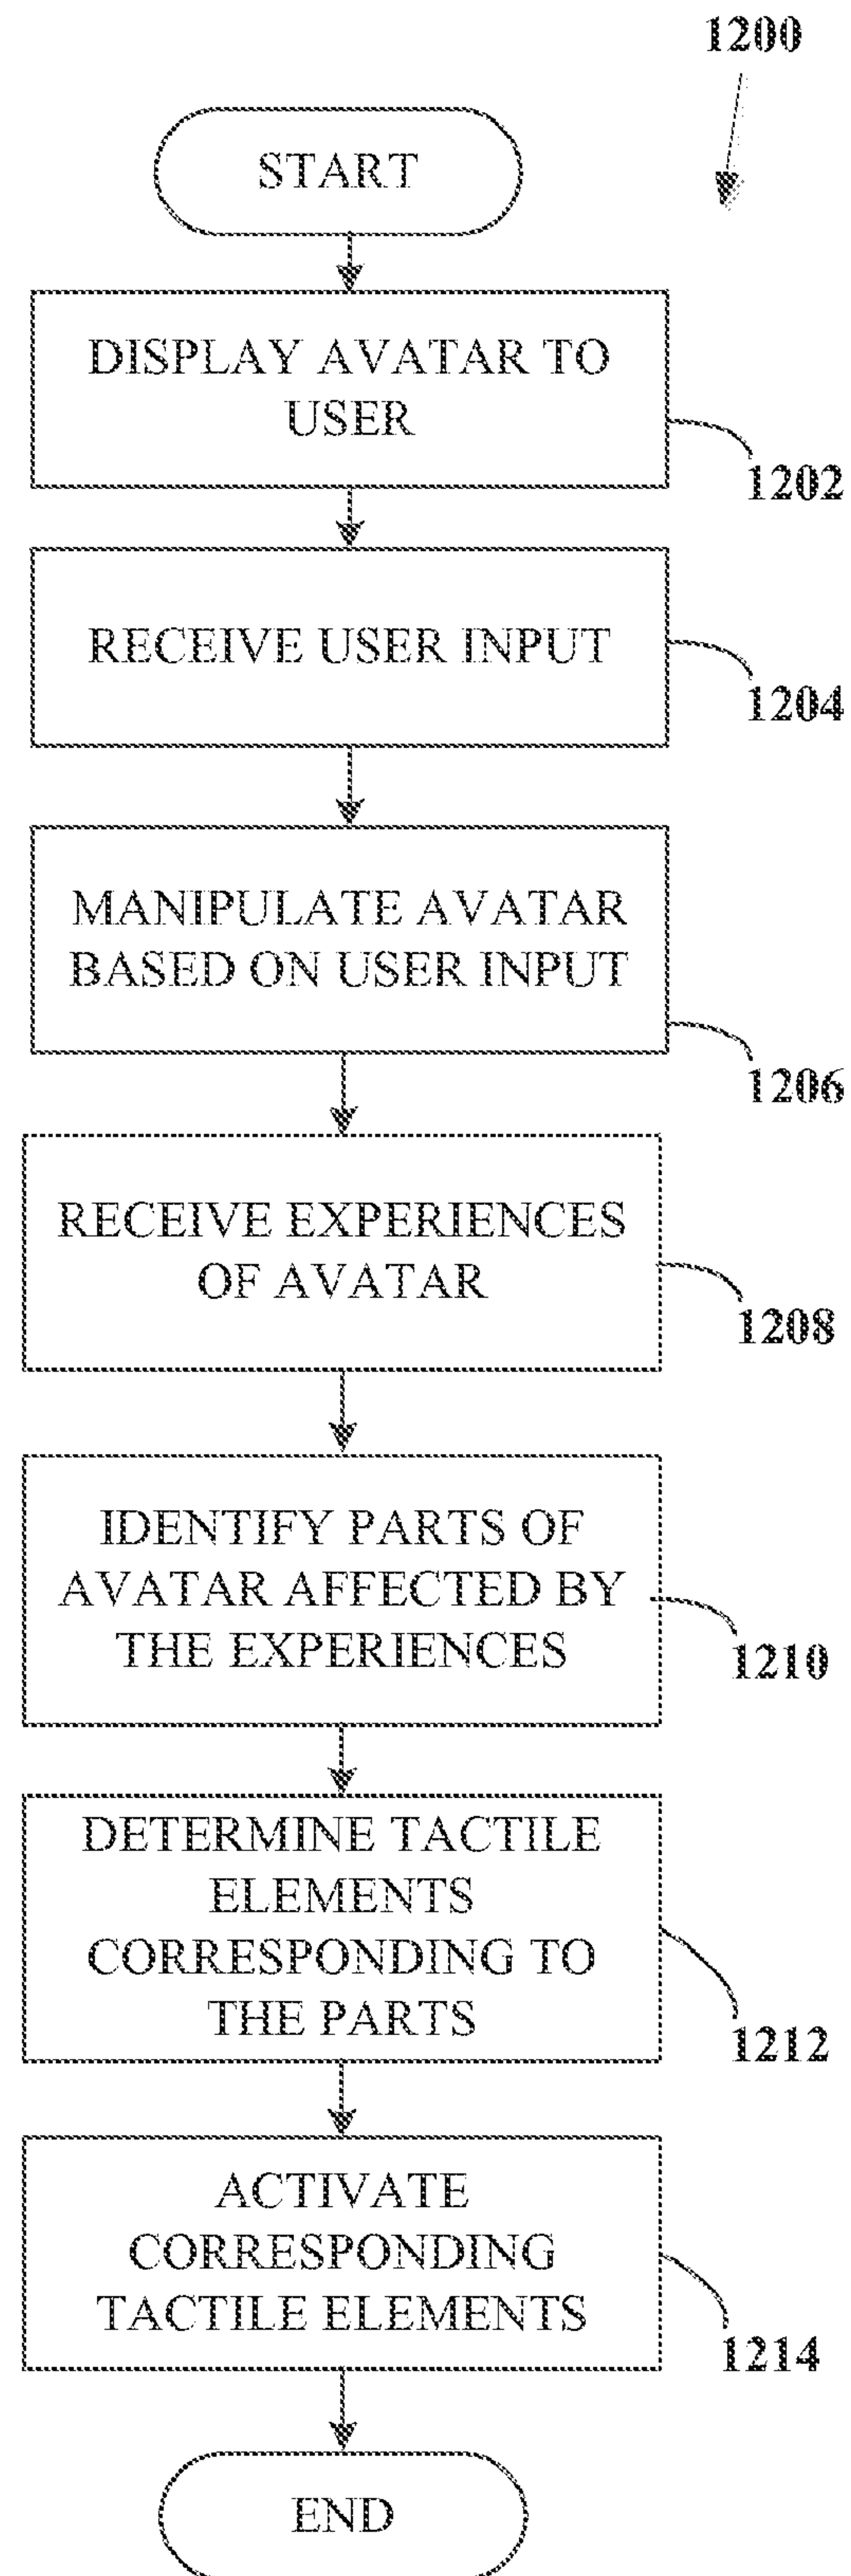 1200
START
DISPLAY AVATAR TO
USER
1202
RECEIVE USER INPUT
1204
MANIPULATE AVATAR
BASED ON USER INPUT
1206
RECEIVE EXPERIENCES
OF AVATAR
1208
IDENTIFY PARTS OF
AVATAR AFFECTED BY
THE EXPERIENCES
1210
DETERMINE TACTILE
ELEMENTS
CORRESPONDING TO
THE PARTS
1212
ACTIVATE
CORRESPONDING
TACTILE ELEMENTS
1214
END